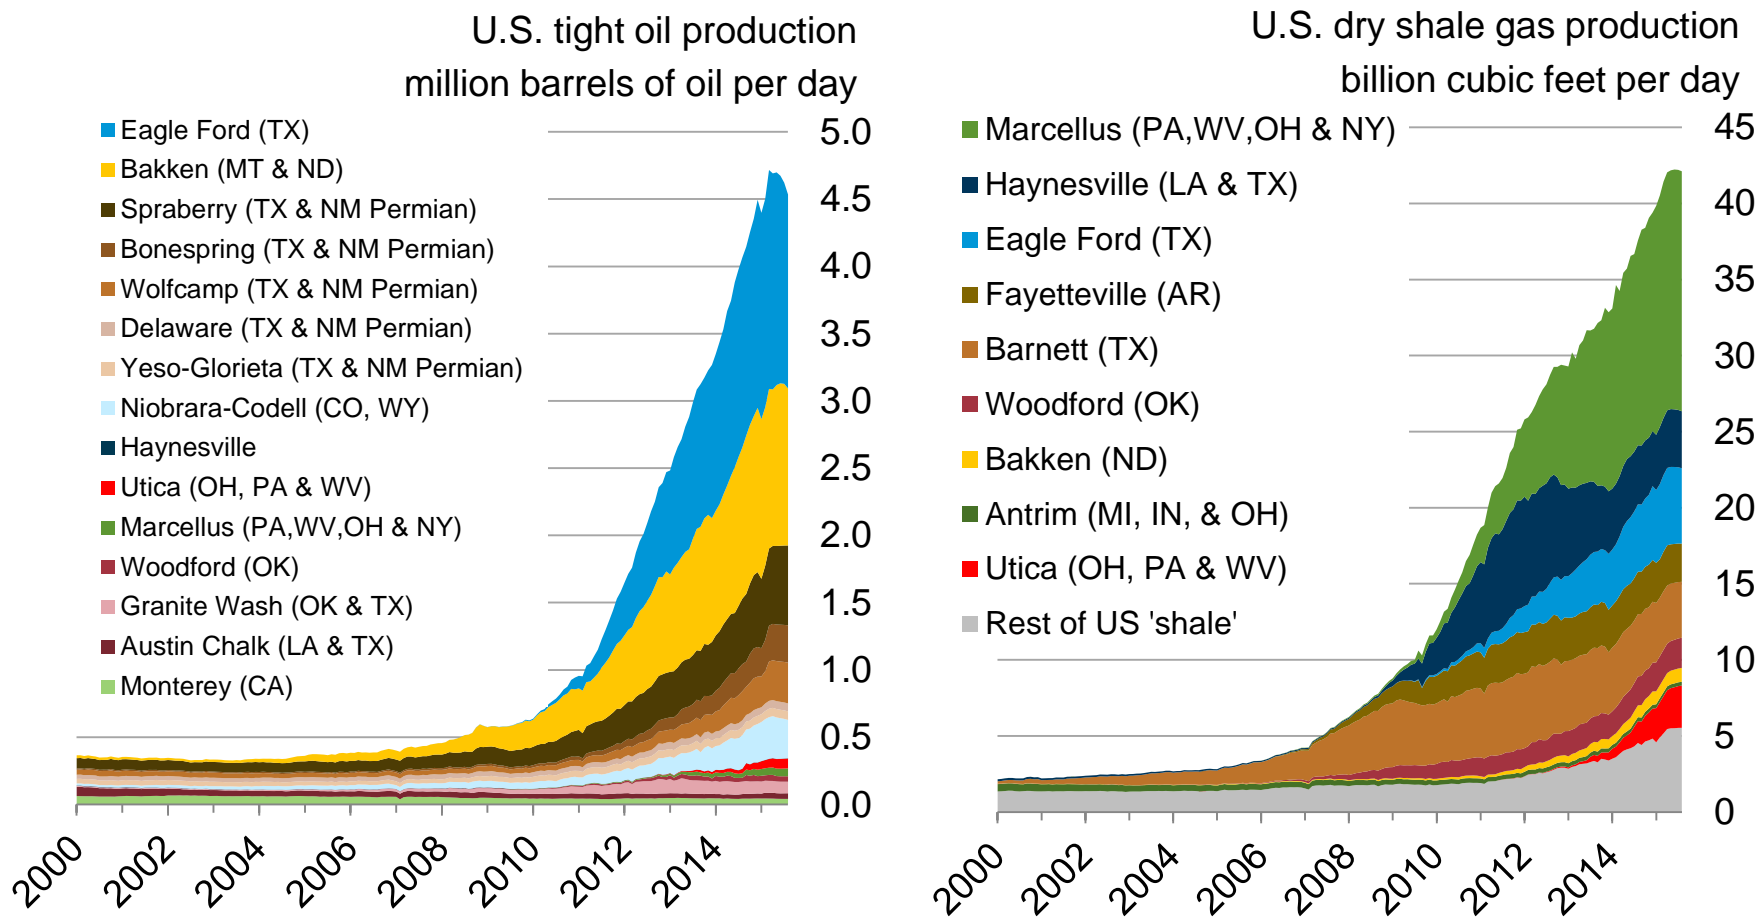 U.S. tight oil production
million barrels of oil per day
Eagle Ford (TX)
Bakken (MT & ND)
Spraberry (TX & NM Permian)
Bonespring (TX & NM Permian)
Wolfcamp (TX & NM Permian)
Delaware (TX & NM Permian)
Yeso-Glorieta (TX & NM Permian)
Niobrara-Codell (CO, WY)
Haynesville
Utica (OH, PA & WV)
Marcellus (PA,WV,OH & NY)
Woodford (OK)
Granite Wash (OK & TX)
Austin Chalk (LA & TX)
Monterey (CA)
5.0
4.5
4.0
3.5
3.0
2.5
2.0
1.5
1.0
0.5
0.0
2000
2002
2004
2006
2008
2010
2012
2014
U.S. dry shale gas production
billion cubic feet per day
Marcellus (PA,WV,OH & NY)
Haynesville (LA & TX)
Eagle Ford (TX)
Fayetteville (AR)
Barnett (TX)
Woodford (OK)
Bakken (ND)
Antrim (MI, IN, & OH)
Utica (OH, PA & WV)
Rest of US 'shale'
45
40
35
30
25
20
15
10
5
0
2000
2002
2004
2006
2008
2010
2012
2014